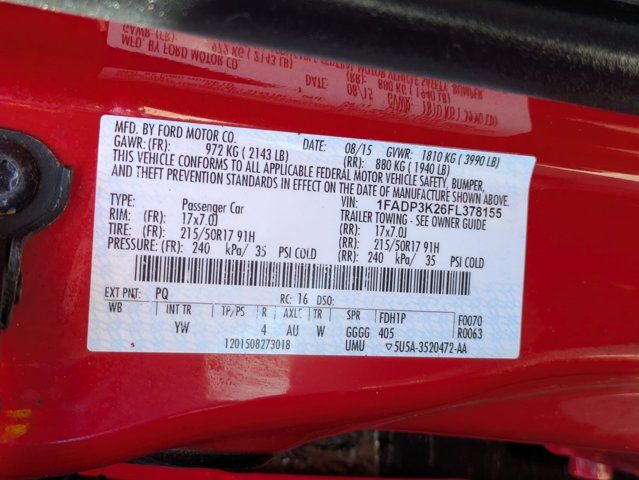 MFD. BY FORD MOTOR CO. DATE: 08/15 GVWR: 1810 KG (3990 LB)
GAWR: (FR): 972 KG (2143 LB) (RR): 880 KG (1940 LB)
THIS VEHICLE CONFORMS TO ALL APPLICABLE FEDERAL MOTOR VEHICLE SAFETY, BUMPER,
AND THEFT PREVENTION STANDARDS IN EFFECT ON THE DATE OF MANUFACTURE SHOWN ABOVE.
VIN: 1FADP3K26FL378155
TYPE: Passenger Car TRAILER TOWING - SEE OWNER GUIDE
RIM: (FR) 17x7.0J (RR): 17x7.0J
TIRE: (FR): 215/50R17 91H (RR): 215/50R17 91H
PRESSURE: (FR): 240 kPa/ 35 PSI COLD (RR): 240 kPa/ 35 PSI COLD
EXT PNT: PQ RC: 16 DSO:
WB INT TR TP/PS R AXLE TR SPR FDH1P F0070
YW 4 AU W GGGG 405 R0063
1201508273018 UMU ▽5U5A-3520472-AA